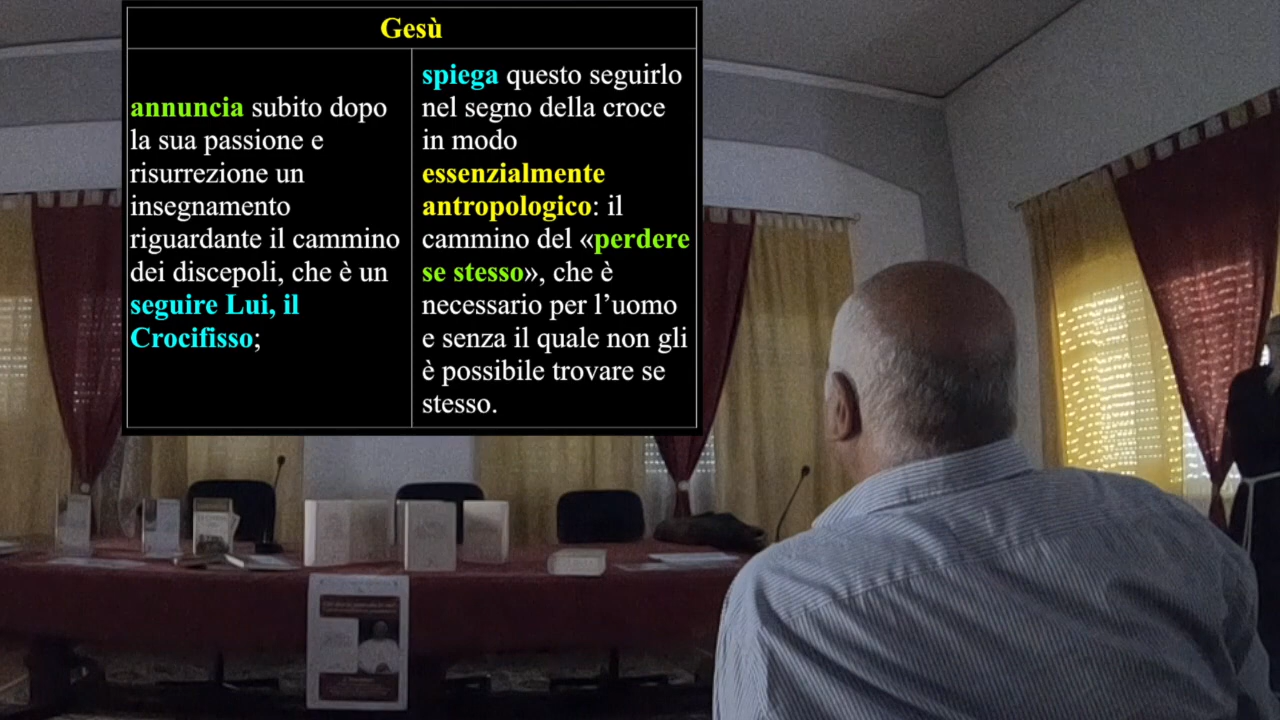 Gesù
annuncia subito dopo
la sua passione e
risurrezione un
insegnamento
riguardante il cammino
dei discepoli, che è un
seguire Lui, il
Crocifisso;
spiega questo seguirlo
nel segno della croce
in modo
essenzialmente
antropologico: il
cammino del «perdere
se stesso», che è
necessario per l’uomo
e senza il quale non gli
è possibile trovare se
stesso.